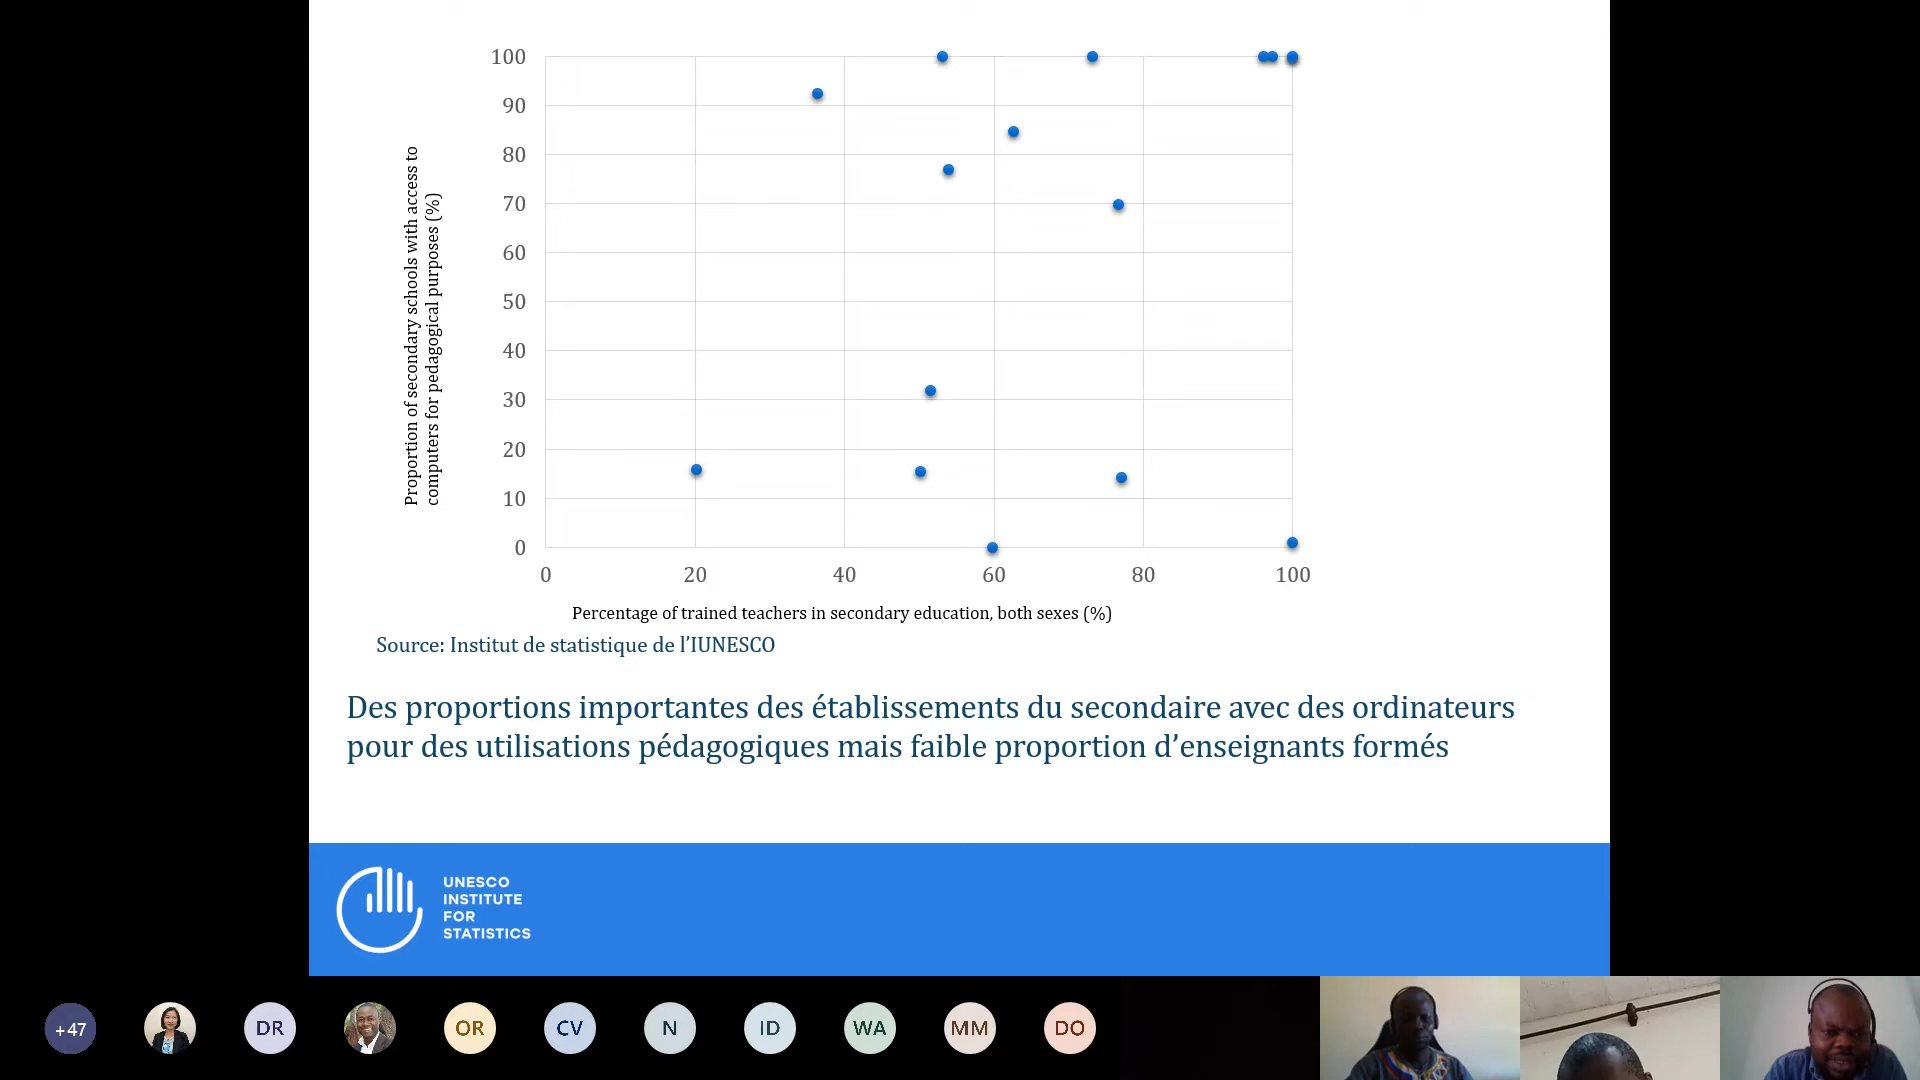 100
90
80
70
60
50
40
30
20
10
0
0 20 40 60 80 100
Proportion of secondary schools with access to
computers for pedagogical purposes (%)
Percentage of trained teachers in secondary education, both sexes (%)
Source: Institut de statistique de l’IUNESCO
Des proportions importantes des établissements du secondaire avec des ordinateurs
pour des utilisations pédagogiques mais faible proportion d’enseignants formés
UNESCO
INSTITUTE
FOR
STATISTICS
+47 DR OR CV N ID WA MM DO